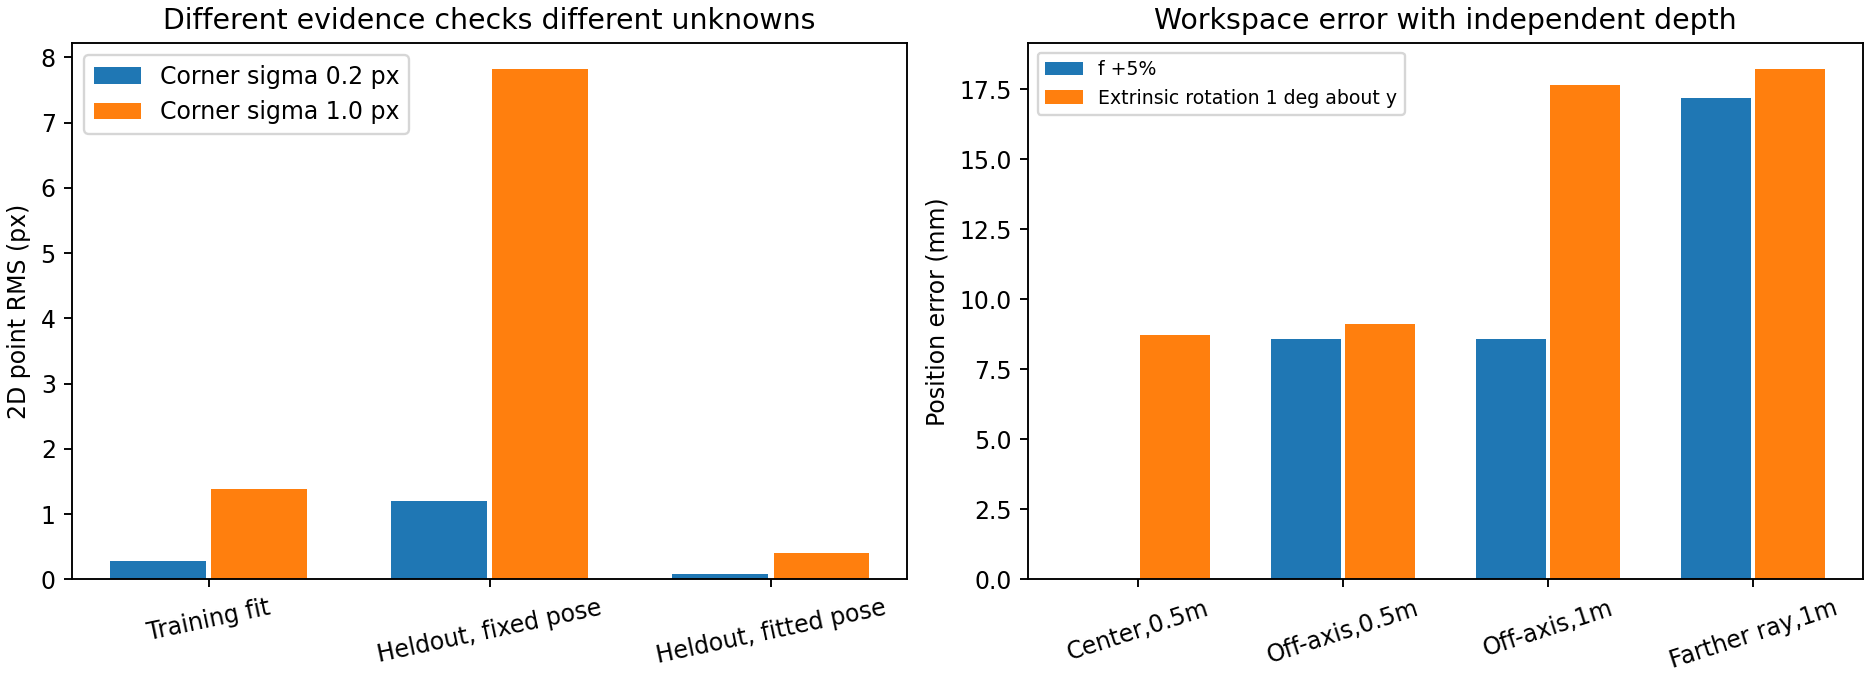 Different evidence checks different unknowns
Corner sigma 0.2 px
Corner sigma 1.0 px
2D point RMS (px)
8
7
6
5
4
3
2
1
0
Training fit
Heldout, fixed pose
Heldout, fitted pose
Workspace error with independent depth
f +5%
Extrinsic rotation 1 deg about y
Position error (mm)
17.5
15.0
12.5
10.0
7.5
5.0
2.5
0.0
Center,0.5m
Off-axis,0.5m
Off-axis,1m
Farther ray,1m